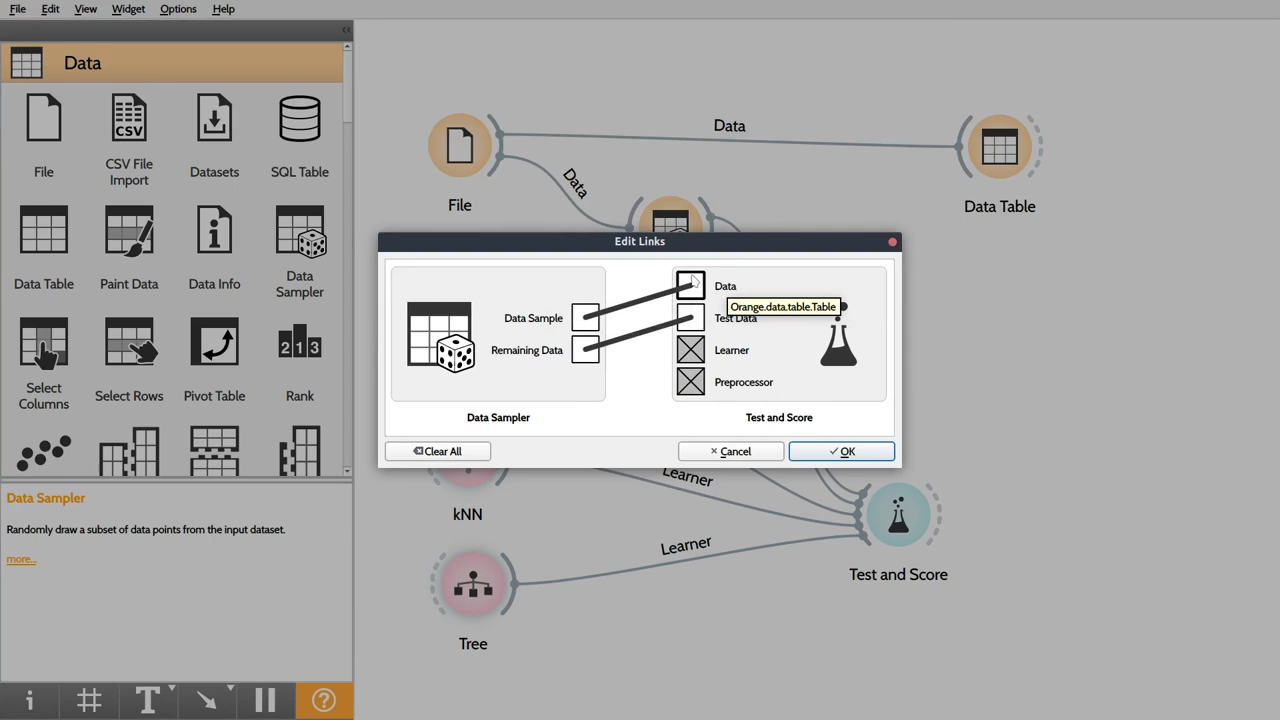 File Edit View Widget Options Help
Data
File
CSV File
Import
Datasets
SQL Table
Data Table
Paint Data
Data Info
Data
Sampler
Select
Columns
Select Rows
Pivot Table
Rank
Data Sampler
Randomly draw a subset of data points from the input dataset.
more...
File
Data
Data
Data Table
Edit Links
Data Sample
Remaining Data
Data Sampler
Data
Orange.data.table.Table
Test Data
Learner
Preprocessor
Test and Score
Clear All
Cancel
OK
kNN
Learner
Learner
Tree
Test and Score